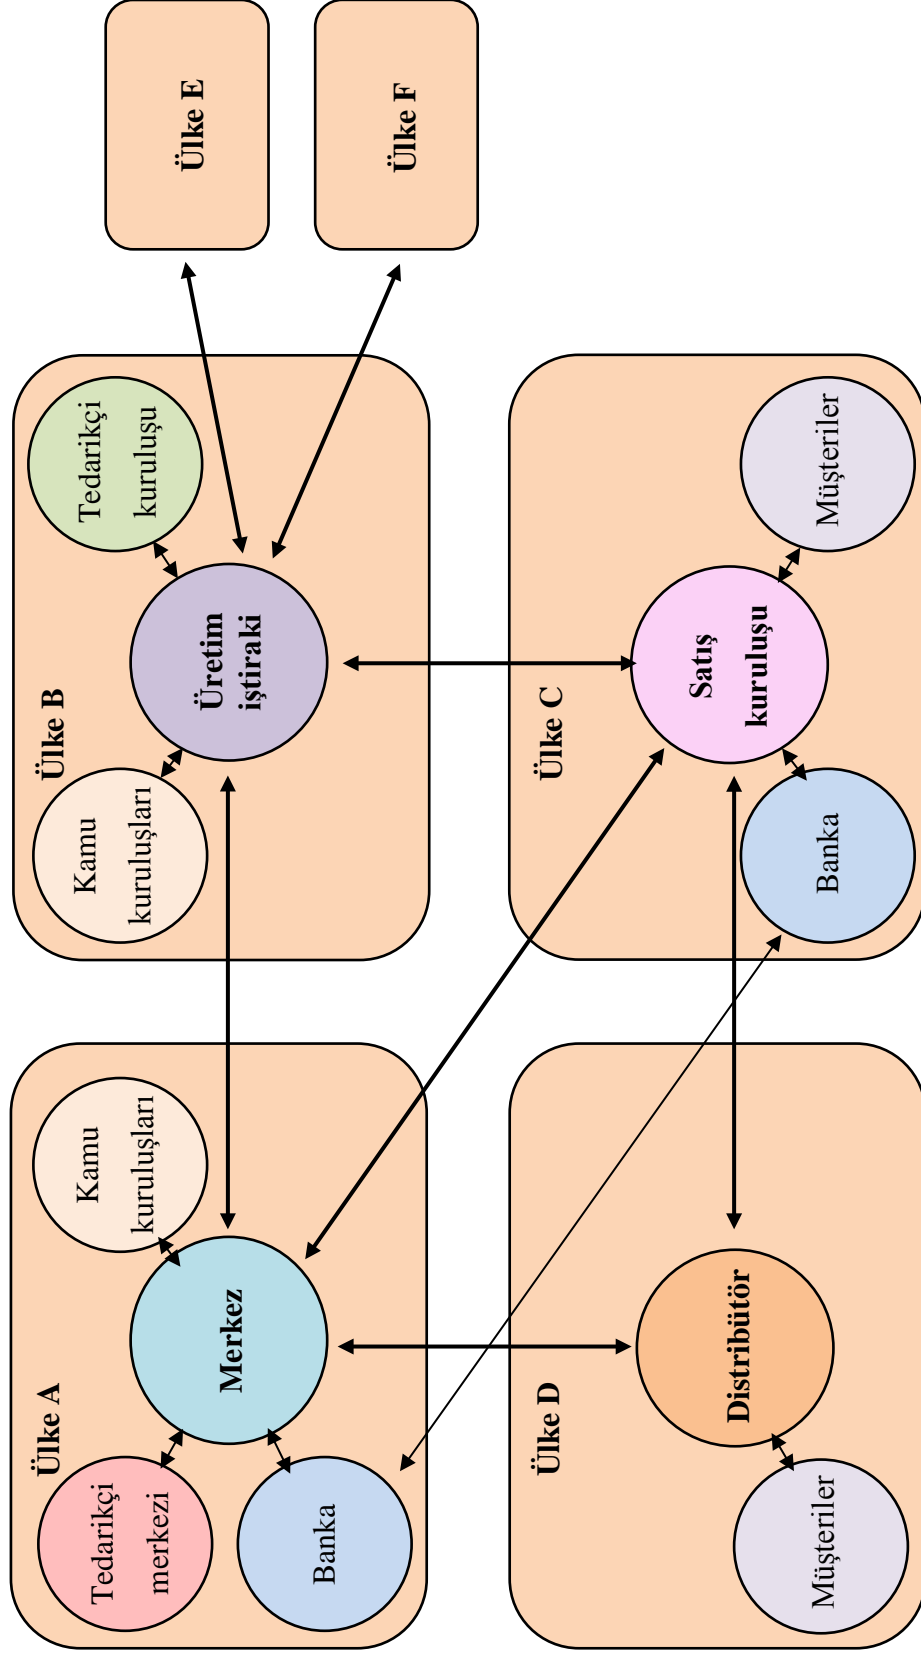 Ülke A
Tedarikçi
merkezi
Kamu
kuruluşları
Merkez
Banka
Ülke B
Kamu
kuruluşları
Tedarikçi
kuruluşu
Üretim
iştiraki
Ülke E
Ülke F
Ülke D
Distribütör
Müşteriler
Ülke C
Satış
kuruluşu
Banka
Müşteriler